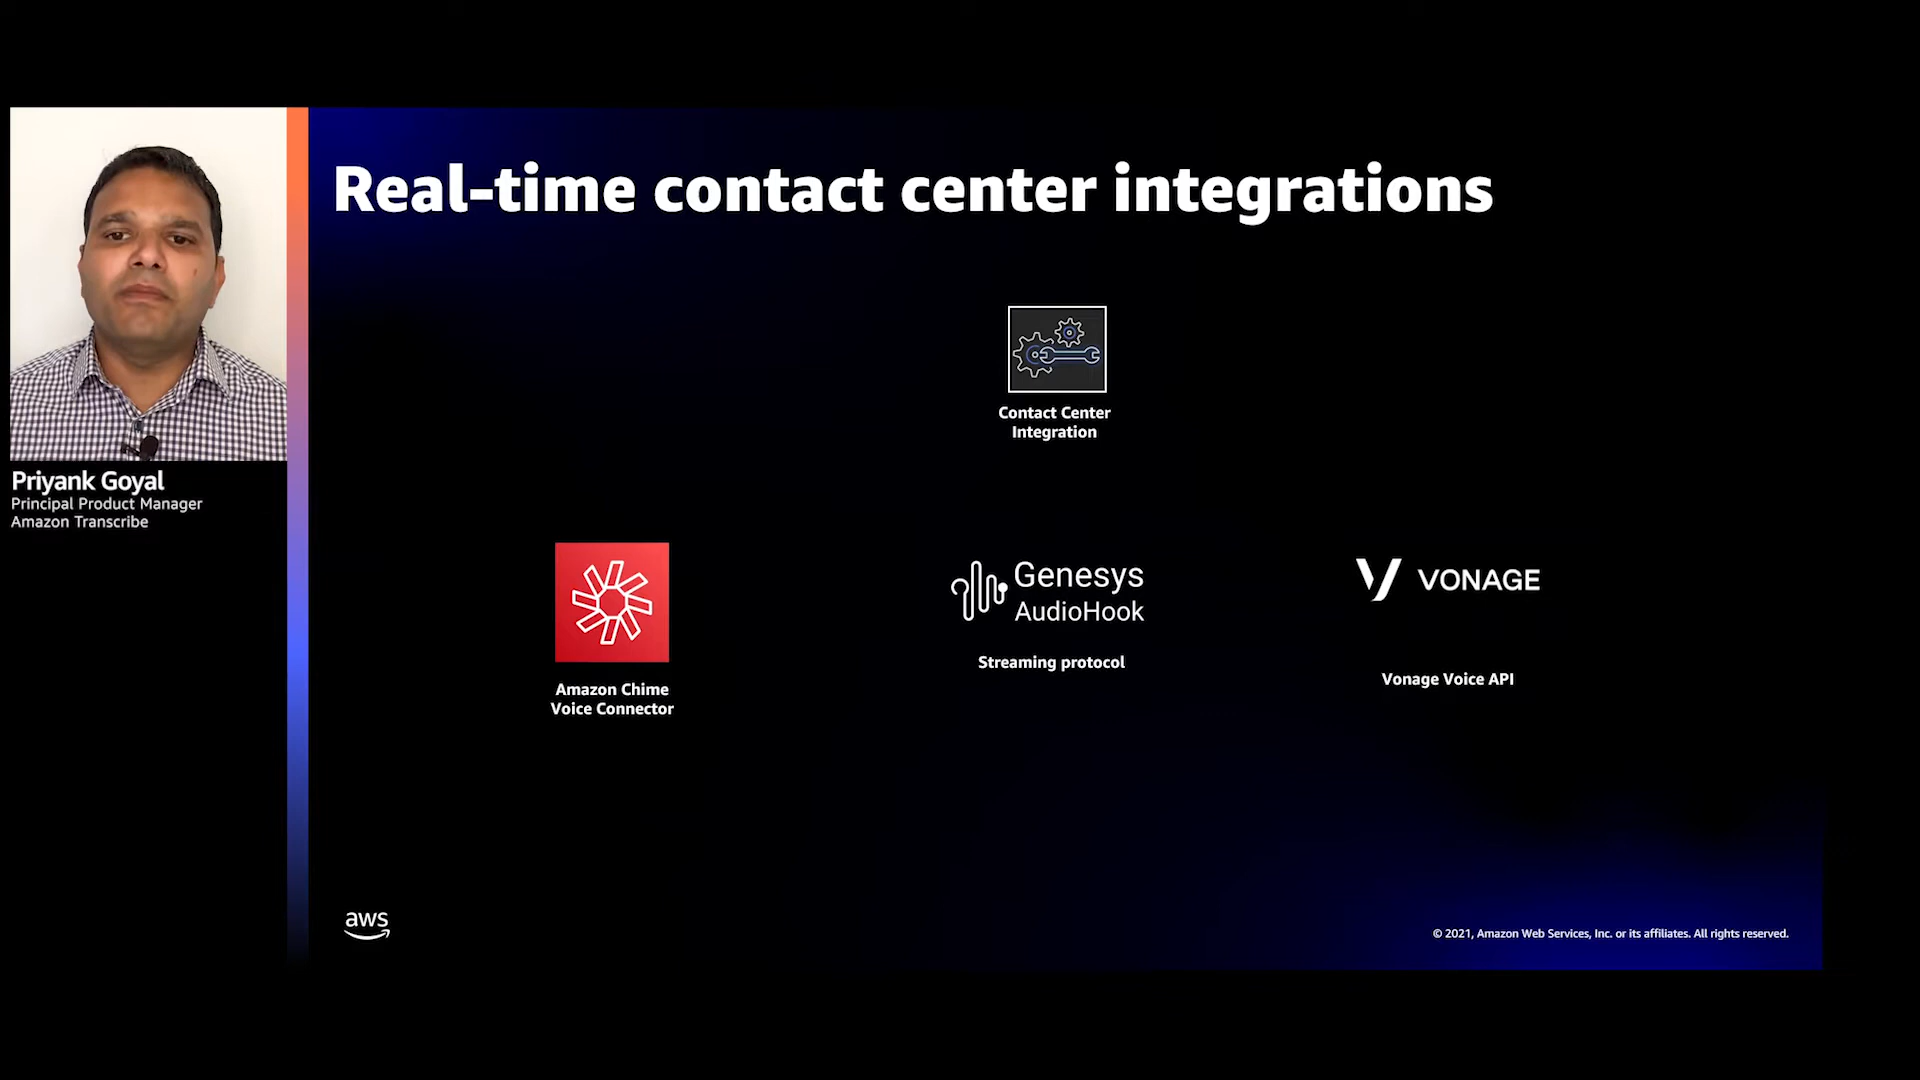 Real-time contact center integrations
Contact Center
Integration
Priyank Goyal
Principal Product Manager
Amazon Transcribe
Genesys
AudioHook
VONAGE
Streaming protocol
Vonage Voice API
Amazon Chime
Voice Connector
aws
© 2021, Amazon Web Services, Inc. or its affiliates. All rights reserved.